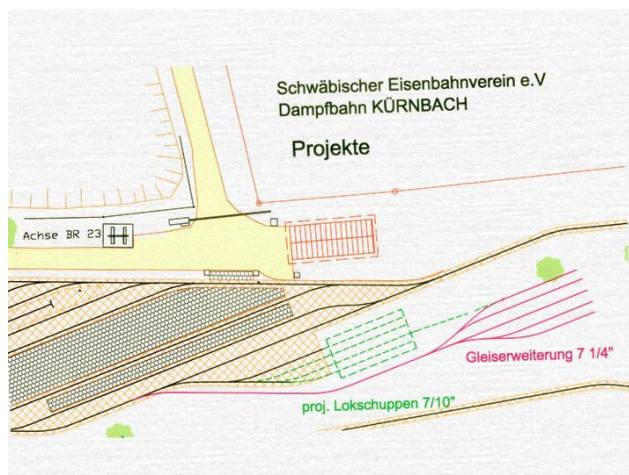 Schwäbischer Eisenbahnverein e.V
Dampfbahn KÜRNBACH
Projekte
Achse BR 23
Gleiserweiterung 7 1/4"
proj. Lokschuppen 7/10"